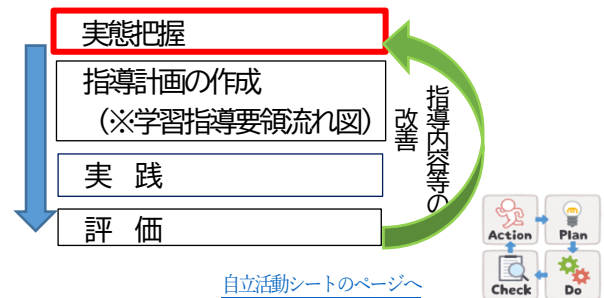 実態把握
指導計画の作成
(※学習指導要領流れ図)
実 践
評 価
指導内容等の
改善
自立活動シートのページへ
Action
Plan
Check
Do